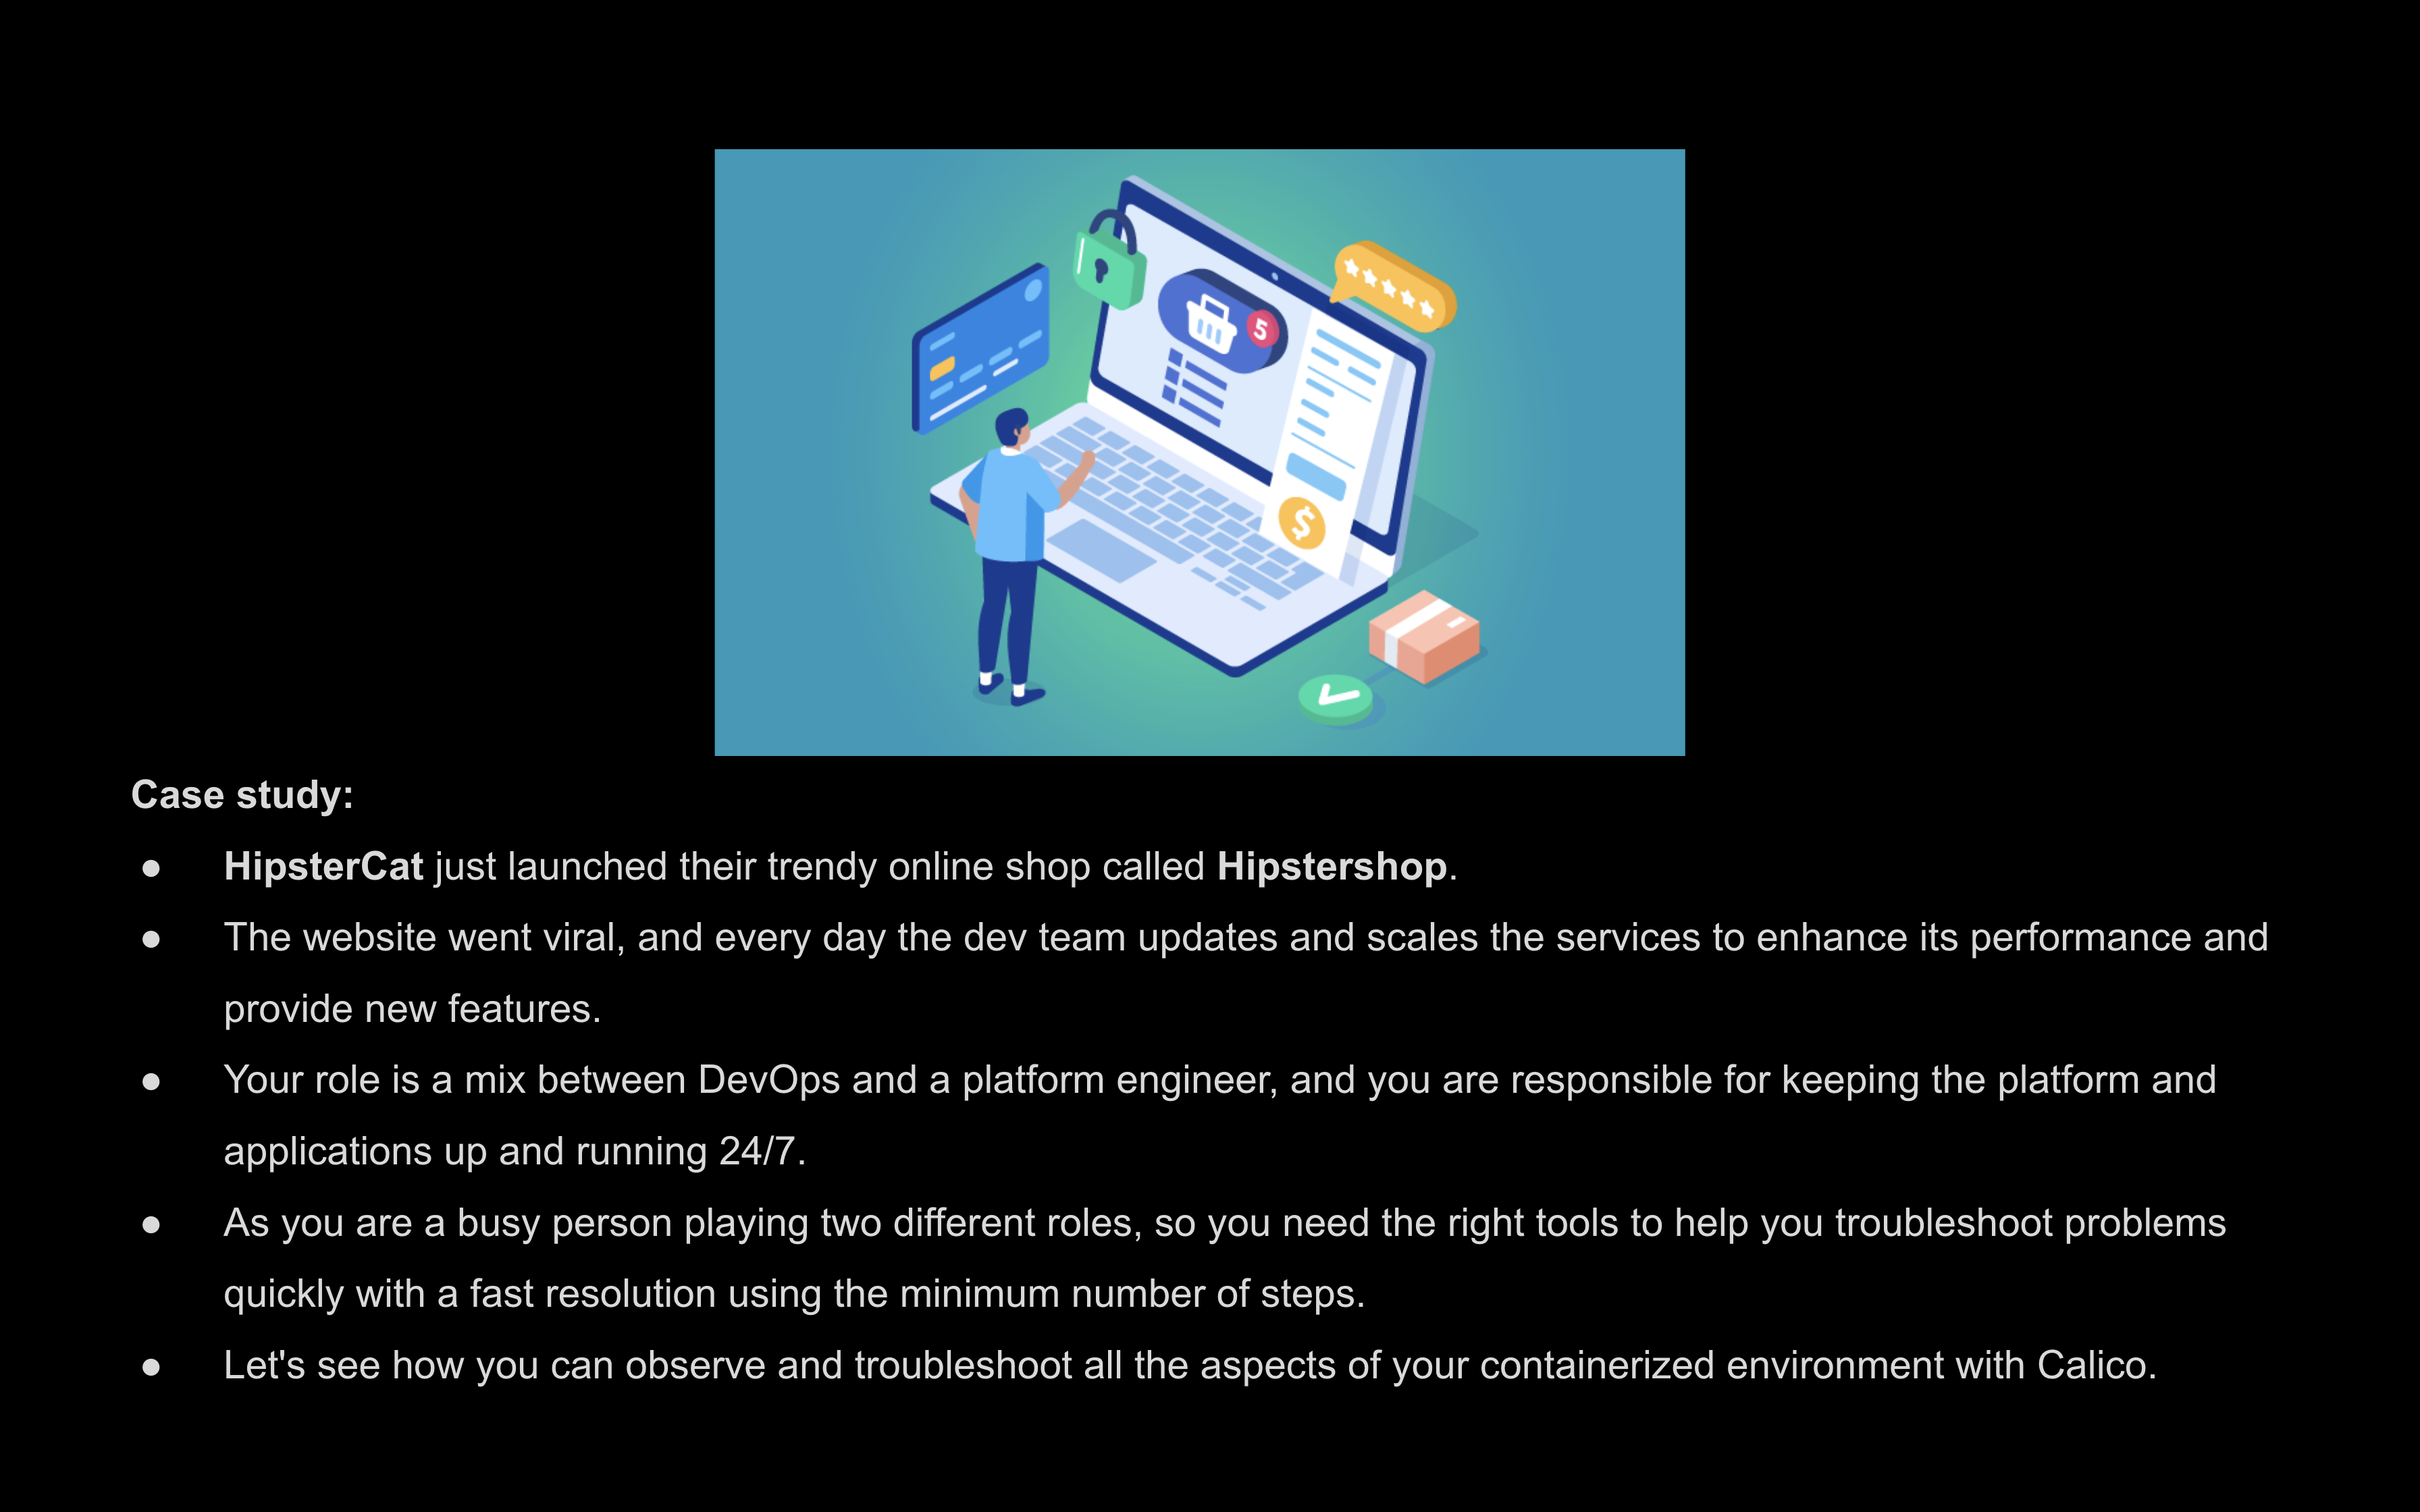 5
$
Case study:
● HipsterCat just launched their trendy online shop called Hipstershop.
● The website went viral, and every day the dev team updates and scales the services to enhance its performance and
provide new features.
● Your role is a mix between DevOps and a platform engineer, and you are responsible for keeping the platform and
applications up and running 24/7.
● As you are a busy person playing two different roles, so you need the right tools to help you troubleshoot problems
quickly with a fast resolution using the minimum number of steps.
● Let's see how you can observe and troubleshoot all the aspects of your containerized environment with Calico.